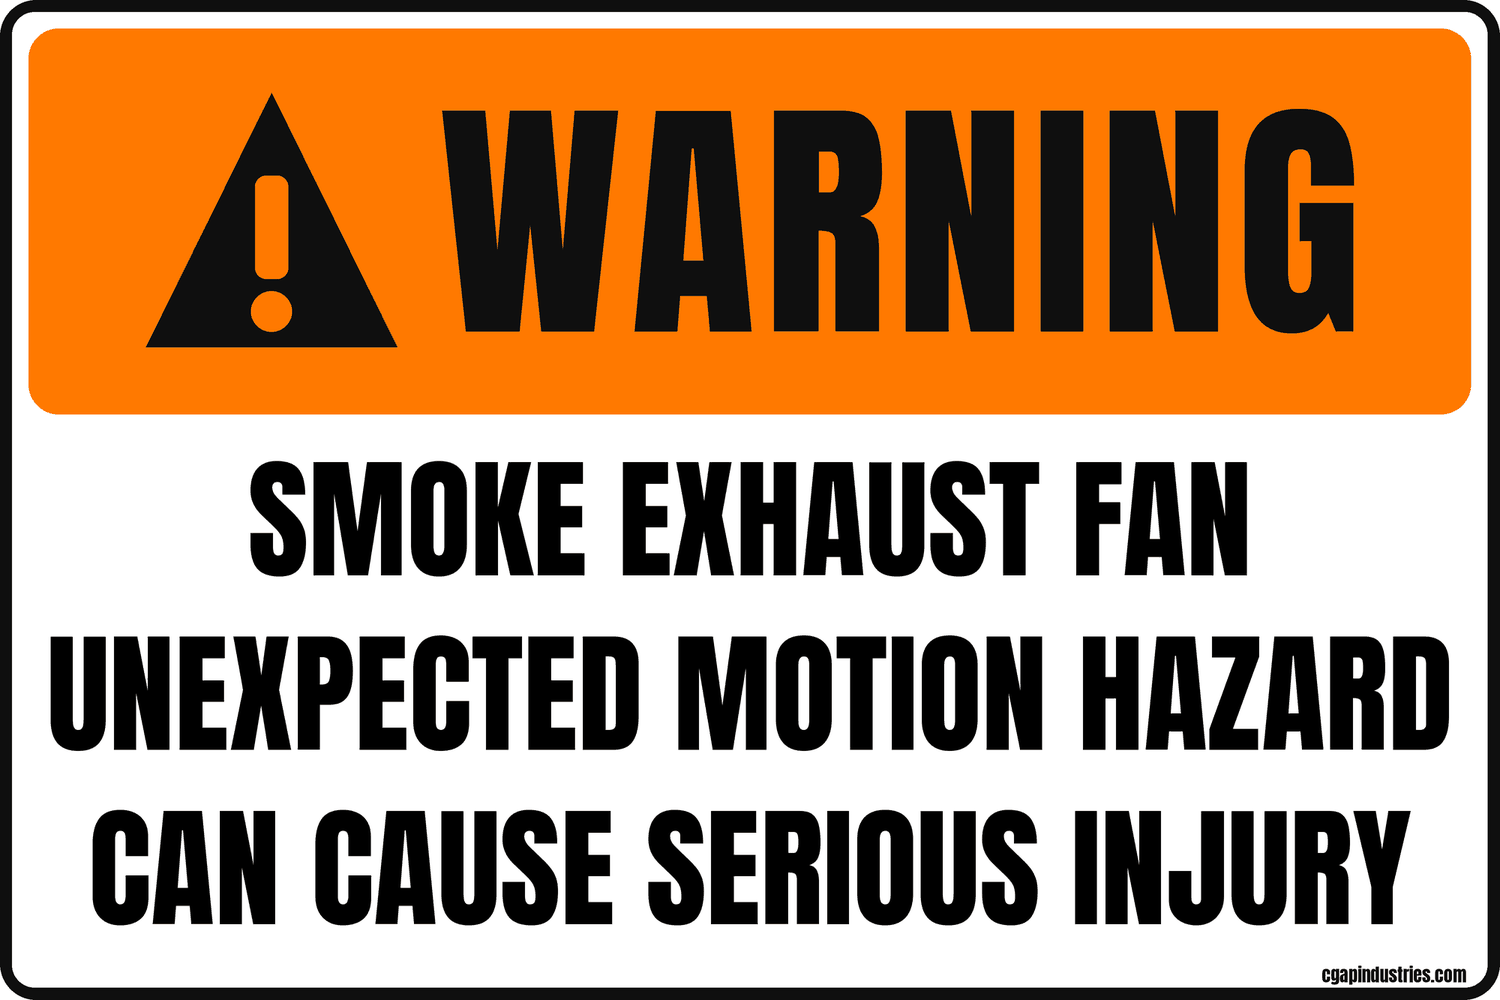 WARNING
SMOKE EXHAUST FAN
UNEXPECTED MOTION HAZARD
CAN CAUSE SERIOUS INJURY
cgapindustries.com